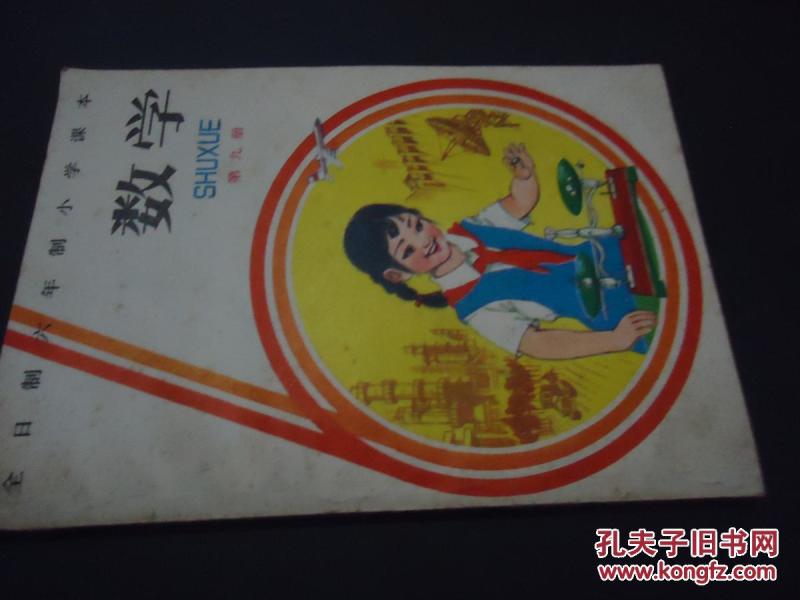 全日制六年制小学课本
数学
SHUXUE
第九册
孔夫子旧书网
www.kongfz.com